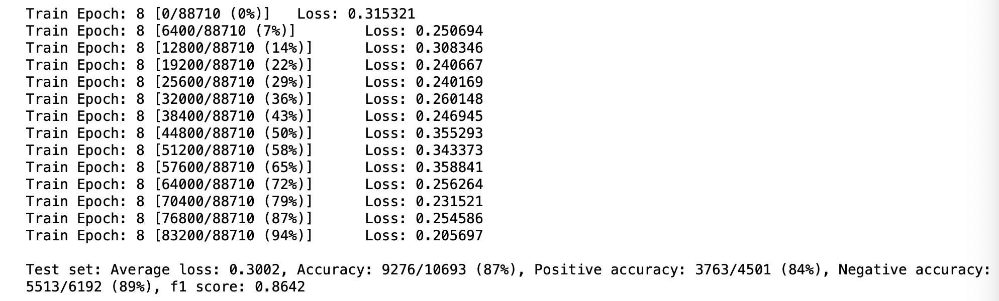 Train Epoch: 8 [0/88710 (0%)]	Loss: 0.315321
Train Epoch: 8 [6400/88710 (7%)]	Loss: 0.250694
Train Epoch: 8 [12800/88710 (14%)]	Loss: 0.308346
Train Epoch: 8 [19200/88710 (22%)]	Loss: 0.240667
Train Epoch: 8 [25600/88710 (29%)]	Loss: 0.240169
Train Epoch: 8 [32000/88710 (36%)]	Loss: 0.260148
Train Epoch: 8 [38400/88710 (43%)]	Loss: 0.246945
Train Epoch: 8 [44800/88710 (50%)]	Loss: 0.355293
Train Epoch: 8 [51200/88710 (58%)]	Loss: 0.343373
Train Epoch: 8 [57600/88710 (65%)]	Loss: 0.358841
Train Epoch: 8 [64000/88710 (72%)]	Loss: 0.256264
Train Epoch: 8 [70400/88710 (79%)]	Loss: 0.231521
Train Epoch: 8 [76800/88710 (87%)]	Loss: 0.254586
Train Epoch: 8 [83200/88710 (94%)]	Loss: 0.205697

Test set: Average loss: 0.3002, Accuracy: 9276/10693 (87%), Positive accuracy: 3763/4501 (84%), Negative accuracy:
5513/6192 (89%), f1 score: 0.8642